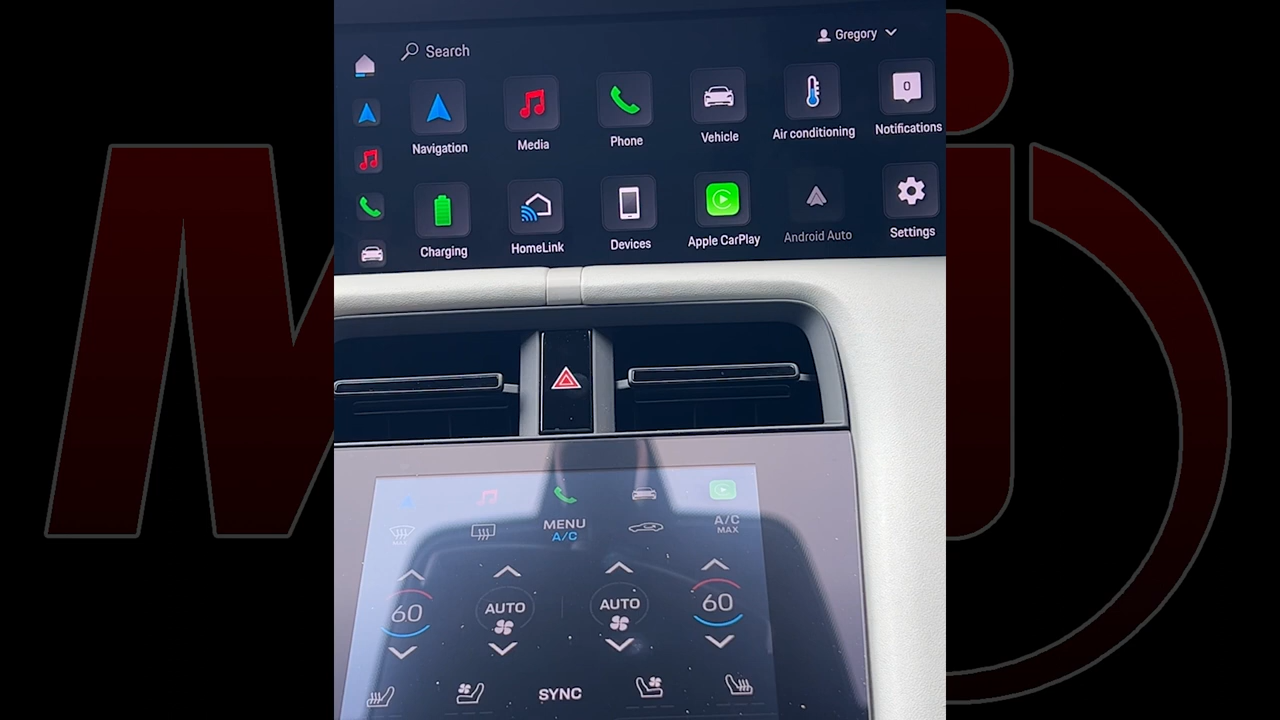 Search
Gregory
Navigation
Media
Phone
Vehicle
Air conditioning
0
Notifications
Charging
HomeLink
Devices
Apple CarPlay
Android Auto
Settings
MAX
MENU
A/C
A/C
MAX
60
AUTO
AUTO
60
SYNC